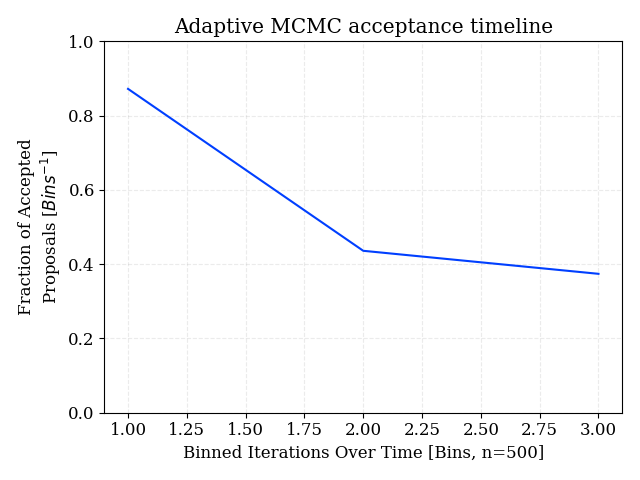 Adaptive MCMC acceptance timeline
Fraction of Accepted
Proposals [$Bins^{-1}$]
1.0
0.8
0.6
0.4
0.2
0.0
1.00 1.25 1.50 1.75 2.00 2.25 2.50 2.75 3.00
Binned Iterations Over Time [Bins, n=500]